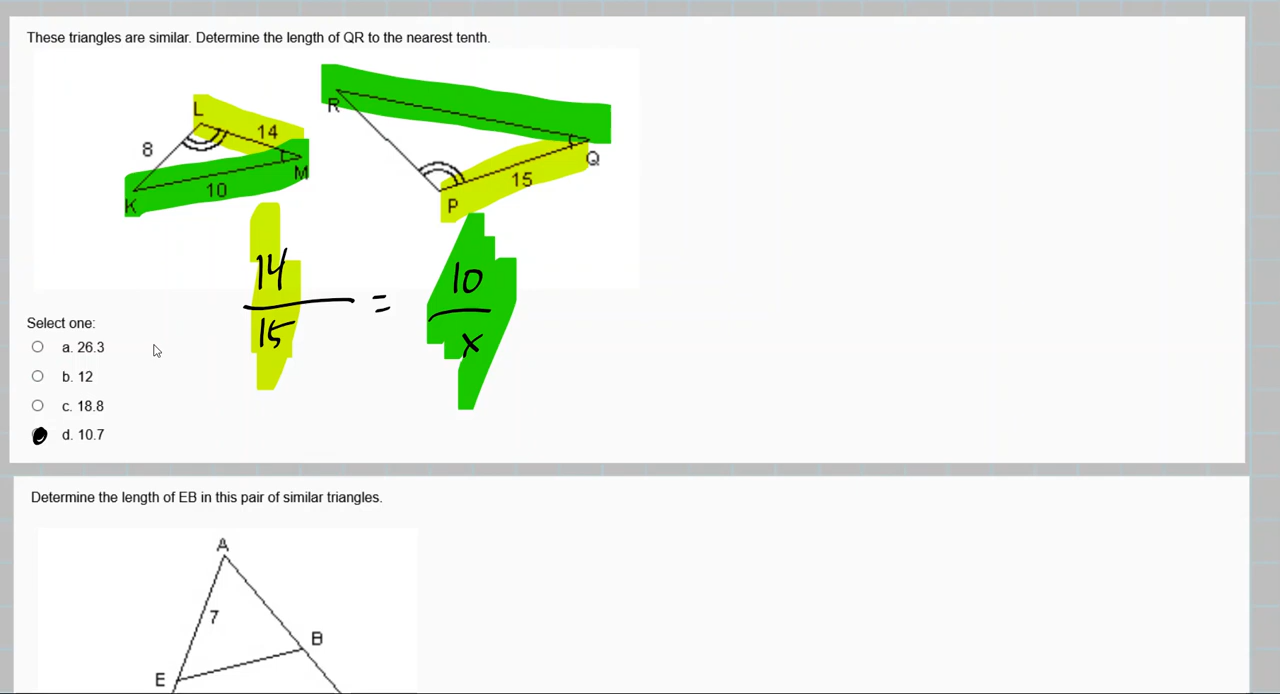 These triangles are similar. Determine the length of QR to the nearest tenth.
L
14
8
M
K
10
R
Q
15
P
14
15
=
10
x
Select one:
a. 26.3
b. 12
c. 18.8
d. 10.7
Determine the length of EB in this pair of similar triangles.
A
7
B
E